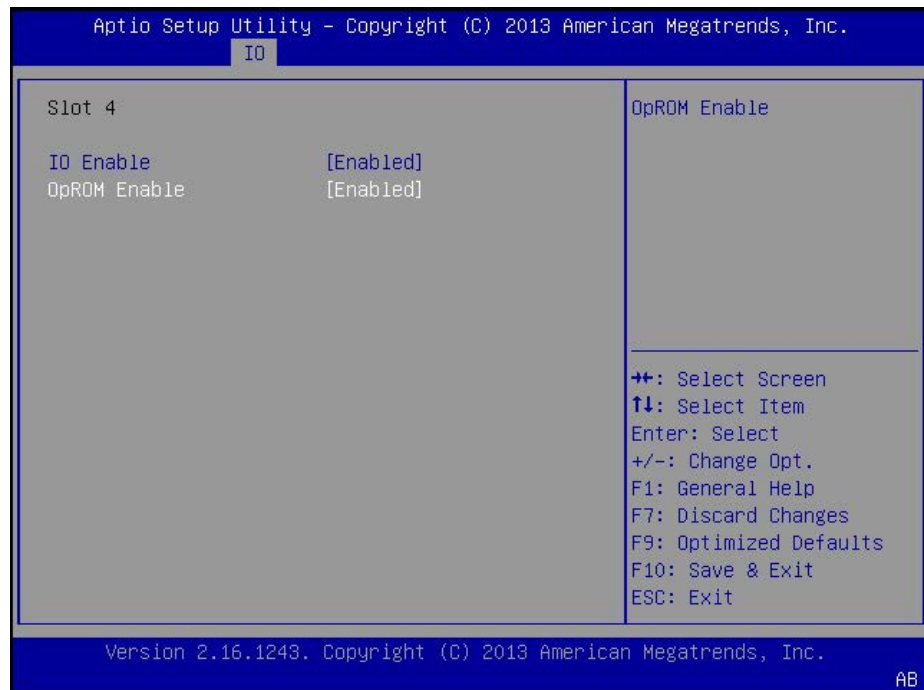 Aptio Setup Utility – Copyright (C) 2013 American Megatrends, Inc.
IO
Slot 4
IO Enable [Enabled]
OpROM Enable [Enabled]
OpROM Enable
→←: Select Screen
↑↓: Select Item
Enter: Select
+/-: Change Opt.
F1: General Help
F7: Discard Changes
F9: Optimized Defaults
F10: Save & Exit
ESC: Exit
Version 2.16.1243. Copyright (C) 2013 American Megatrends, Inc.
AB